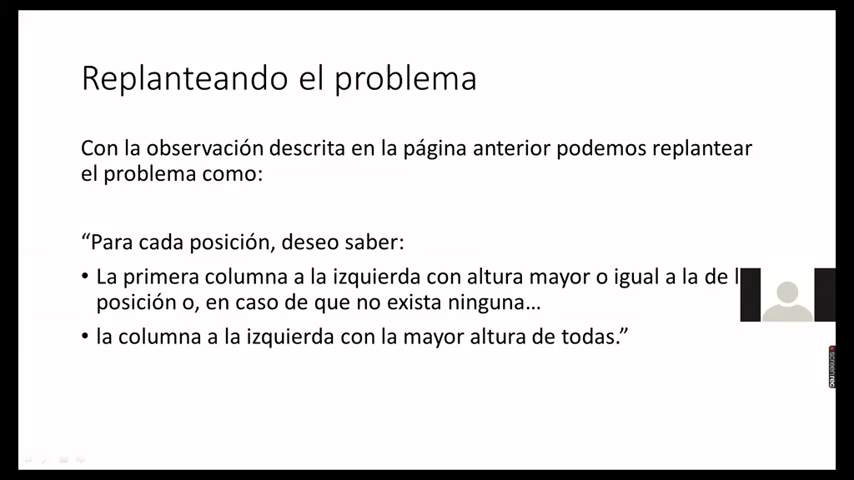 Replanteando el problema
Con la observación descrita en la página anterior podemos replantear
el problema como:
“Para cada posición, deseo saber:
• La primera columna a la izquierda con altura mayor o igual a la de
posición o, en caso de que no exista ninguna…
• la columna a la izquierda con la mayor altura de todas.”
screenrec